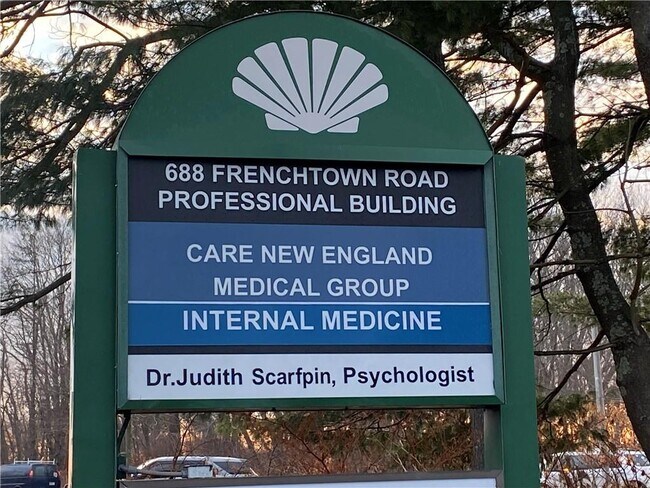 688 FRENCHTOWN ROAD
PROFESSIONAL BUILDING
CARE NEW ENGLAND
MEDICAL GROUP
INTERNAL MEDICINE
Dr.Judith Scarfpin, Psychologist